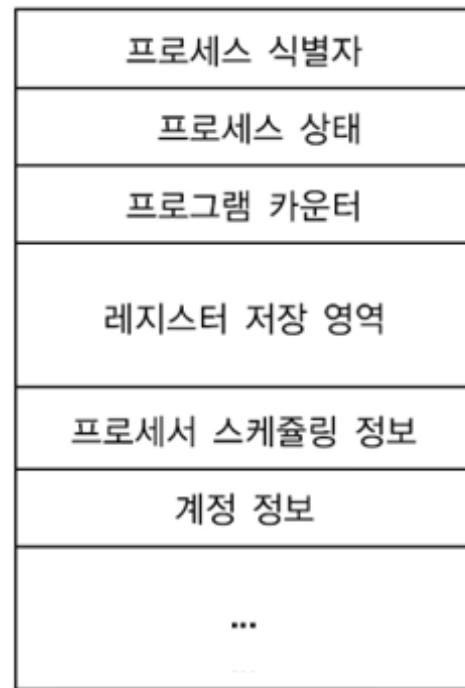 프로세스 식별자
프로세스 상태
프로그램 카운터
레지스터 저장 영역
프로세서 스케쥴링 정보
계정 정보
...
...